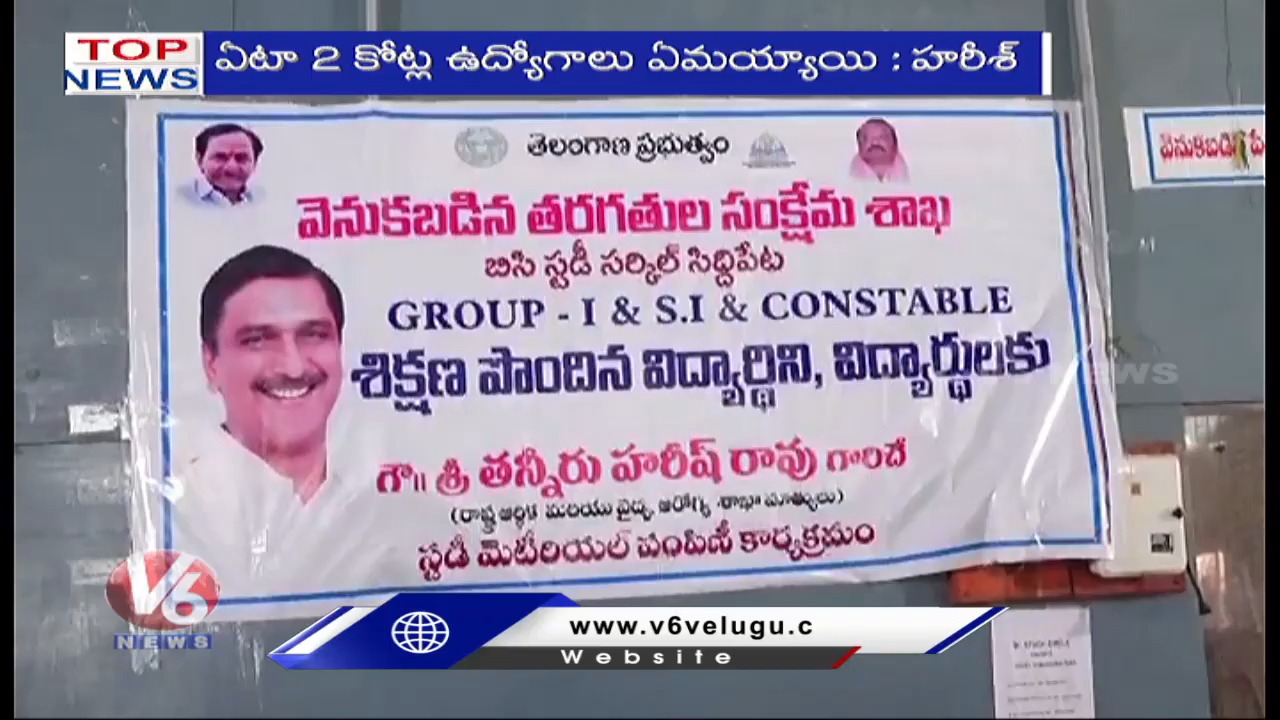 TOP
NEWS
ఏటా 2 కోట్ల ఉద్యోగాలు ఏమయ్యాయి : హరీశ్
తెలంగాణ ప్రభుత్వం
వెనుకబడిన తరగతుల సంక్షేమ శాఖ
బిసి స్టడీ సర్కిల్ సిద్దిపేట
GROUP - I & S.I & CONSTABLE
శిక్షణ పొందిన విద్యార్థిని, విద్యార్థులకు
గౌ॥ శ్రీ తన్నీరు హరీష్ రావు గారిచే
(రాష్ట్ర ఆర్థిక మరియు వైద్య, ఆరోగ్య శాఖా మాత్యులు)
స్టడీ మెటీరియల్ పంపిణీ కార్యక్రమం
వెనుకబడిన
V6
NEWS
www.v6velugu.c
Website